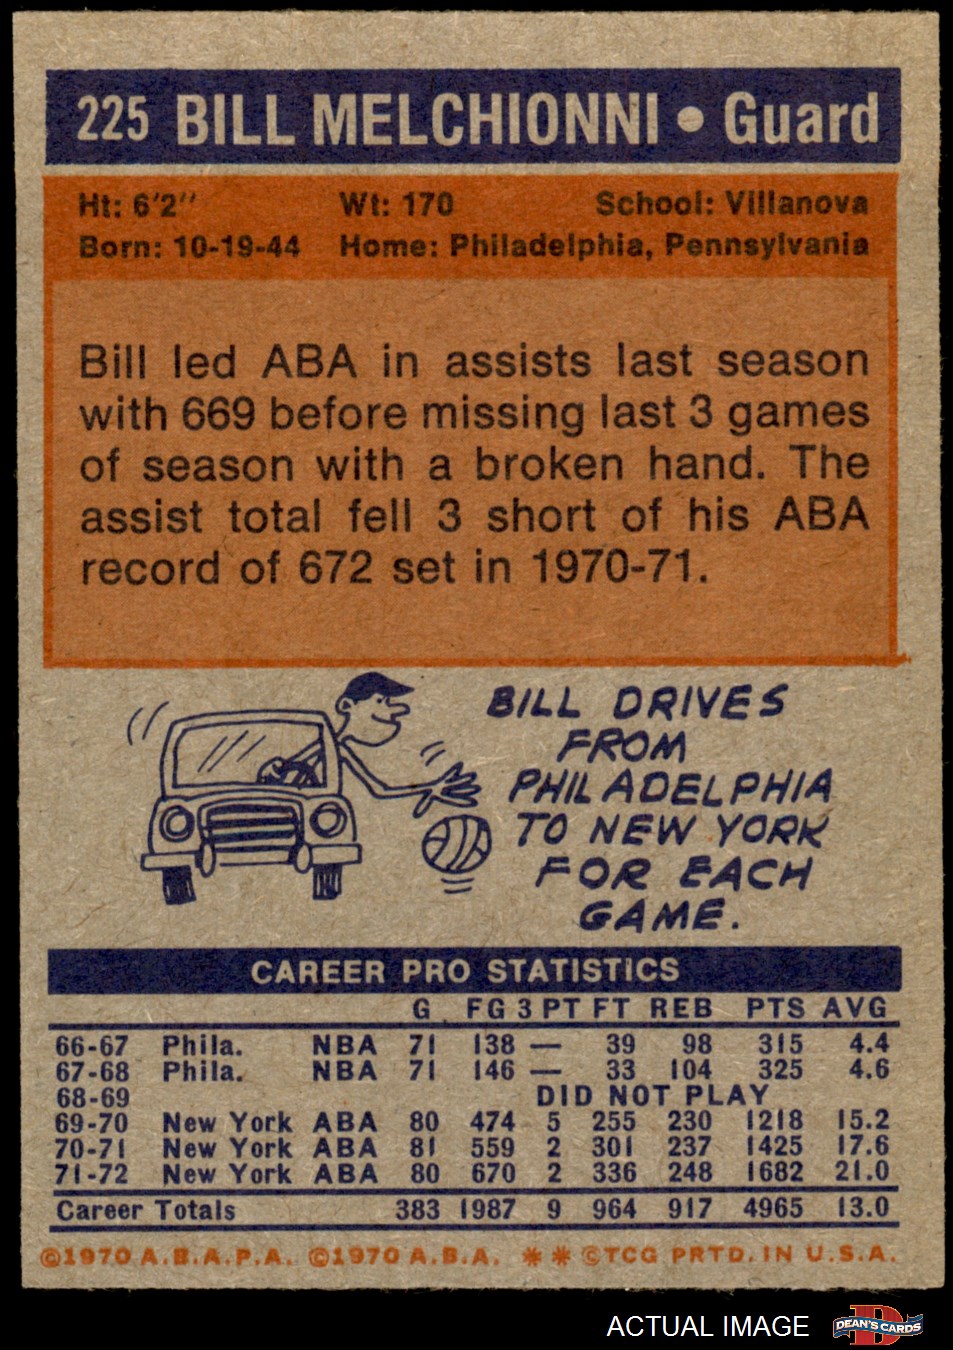 225 BILL MELCHIONNI • Guard
Ht: 6'2" Wt: 170 School: Villanova
Born: 10-19-44 Home: Philadelphia, Pennsylvania
Bill led ABA in assists last season
with 669 before missing last 3 games
of season with a broken hand. The
assist total fell 3 short of his ABA
record of 672 set in 1970-71.
BILL DRIVES
FROM
PHILADELPHIA
TO NEW YORK
FOR EACH
GAME.
CAREER PRO STATISTICS
G FG 3 PT FT REB PTS AVG
66-67 Phila. NBA 71 138 — 39 98 315 4.4
67-68 Phila. NBA 71 146 — 33 104 325 4.6
68-69 DID NOT PLAY
69-70 New York ABA 80 474 5 255 230 1218 15.2
70-71 New York ABA 81 559 2 301 237 1425 17.6
71-72 New York ABA 80 670 2 336 248 1682 21.0
Career Totals 383 1987 9 964 917 4965 13.0
©1970 A.B.A.P.A. ©1970 A.B.A. ** ©TCG PRTD. IN U.S.A.
ACTUAL IMAGE
D
DEAN'S CARDS